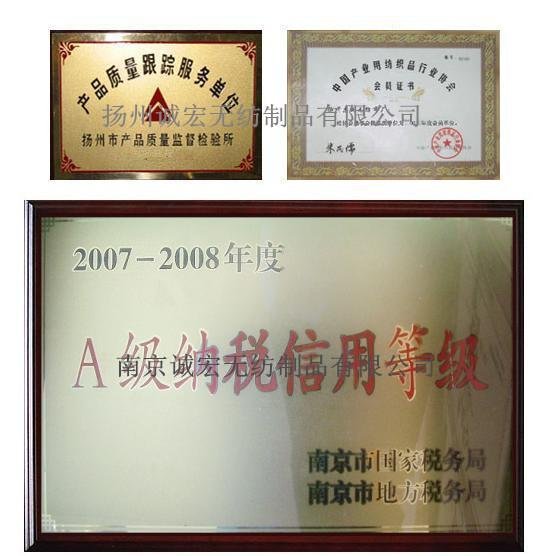 产品质量跟踪服务单位
扬州诚宏无纺制品有限公司
扬州市产品质量监督检验所
中国产业用纺织品行业协会
会员证书
2007-2008年度
A级纳税信用等级
南京诚宏无纺制品有限公司
南京市国家税务局
南京市地方税务局